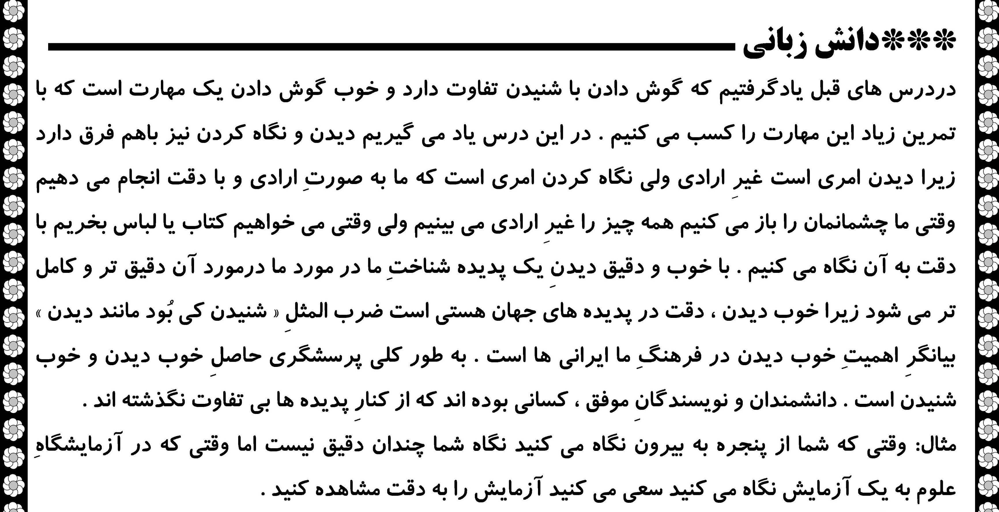 ❊❊❊دانش زبانی
دردرس های قبل یادگرفتیم که گوش دادن با شنیدن تفاوت دارد و خوب گوش دادن یک مهارت است که با
تمرین زیاد این مهارت را کسب می کنیم . در این درس یاد می گیریم دیدن و نگاه کردن نیز باهم فرق دارد
زیرا دیدن امری است غیرِ ارادی ولی نگاه کردن امری است که ما به صورتِ ارادی و با دقت انجام می دهیم
وقتی ما چشمانمان را باز می کنیم همه چیز را غیرِ ارادی می بینیم ولی وقتی می خواهیم کتاب یا لباس بخریم با
دقت به آن نگاه می کنیم . با خوب و دقیق دیدنِ یک پدیده شناختِ ما در مورد ما درمورد آن دقیق تر و کامل
تر می شود زیرا خوب دیدن ، دقت در پدیده های جهان هستی است ضرب المثلِ « شنیدن کی بُود مانند دیدن »
بیانگرِ اهمیتِ خوب دیدن در فرهنگِ ما ایرانی ها است . به طور کلی پرسشگری حاصلِ خوب دیدن و خوب
شنیدن است . دانشمندان و نویسندگانِ موفق ، کسانی بوده اند که از کنارِ پدیده ها بی تفاوت نگذشته اند .
مثال: وقتی که شما از پنجره به بیرون نگاه می کنید نگاه شما چندان دقیق نیست اما وقتی که در آزمایشگاهِ
علوم به یک آزمایش نگاه می کنید سعی می کنید آزمایش را به دقت مشاهده کنید .